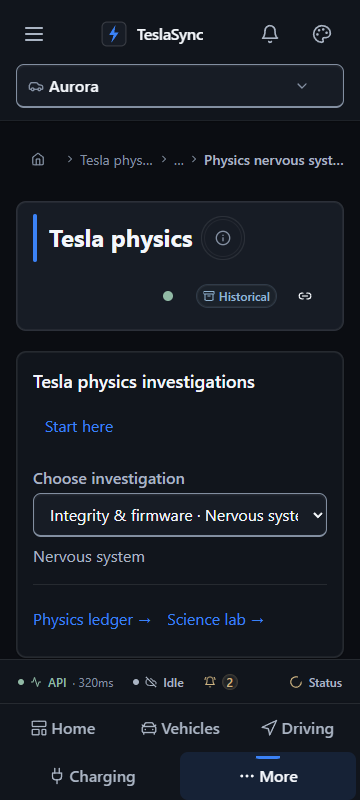 TeslaSync
Aurora
Tesla phys... > ... > Physics nervous syst...
Tesla physics
Historical
Tesla physics investigations
Start here
Choose investigation
Integrity & firmware · Nervous syste
Nervous system
Physics ledger → Science lab →
API · 320ms Idle 2 Status
Home Vehicles Driving
Charging ··· More